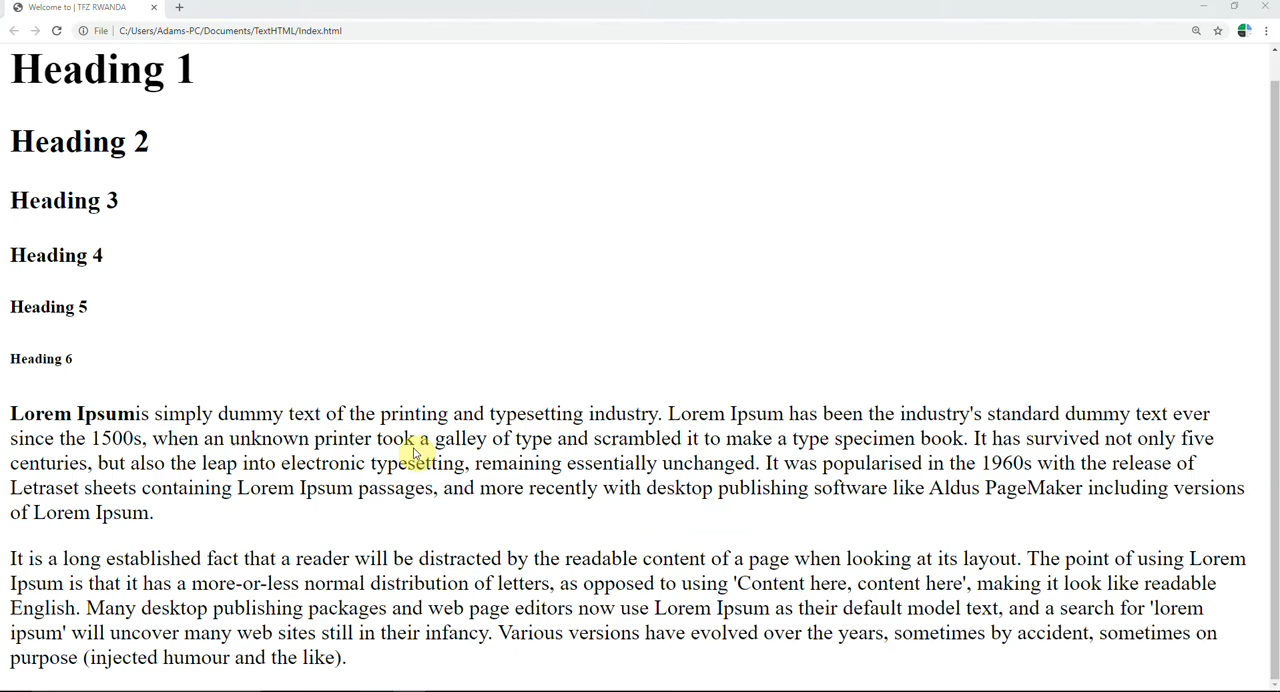 Welcome to | TFZ RWANDA
File | C:/Users/Adams-PC/Documents/TextHTML/Index.html
Heading 1
Heading 2
Heading 3
Heading 4
Heading 5
Heading 6
Lorem Ipsumis simply dummy text of the printing and typesetting industry. Lorem Ipsum has been the industry's standard dummy text ever
since the 1500s, when an unknown printer took a galley of type and scrambled it to make a type specimen book. It has survived not only five
centuries, but also the leap into electronic typesetting, remaining essentially unchanged. It was popularised in the 1960s with the release of
Letraset sheets containing Lorem Ipsum passages, and more recently with desktop publishing software like Aldus PageMaker including versions
of Lorem Ipsum.
It is a long established fact that a reader will be distracted by the readable content of a page when looking at its layout. The point of using Lorem
Ipsum is that it has a more-or-less normal distribution of letters, as opposed to using 'Content here, content here', making it look like readable
English. Many desktop publishing packages and web page editors now use Lorem Ipsum as their default model text, and a search for 'lorem
ipsum' will uncover many web sites still in their infancy. Various versions have evolved over the years, sometimes by accident, sometimes on
purpose (injected humour and the like).